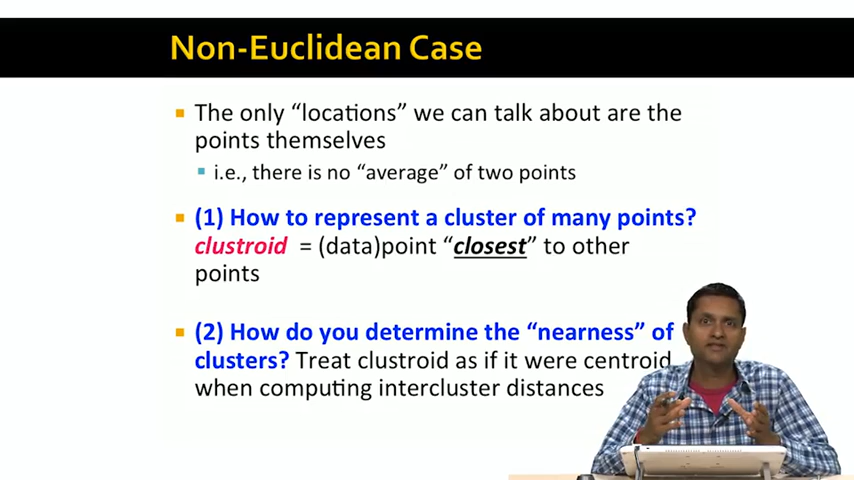 Non-Euclidean Case
▪ The only “locations” we can talk about are the
points themselves
▪ i.e., there is no “average” of two points
▪ (1) How to represent a cluster of many points?
clustroid = (data)point “closest” to other
points
▪ (2) How do you determine the “nearness” of
clusters? Treat clustroid as if it were centroid
when computing intercluster distances